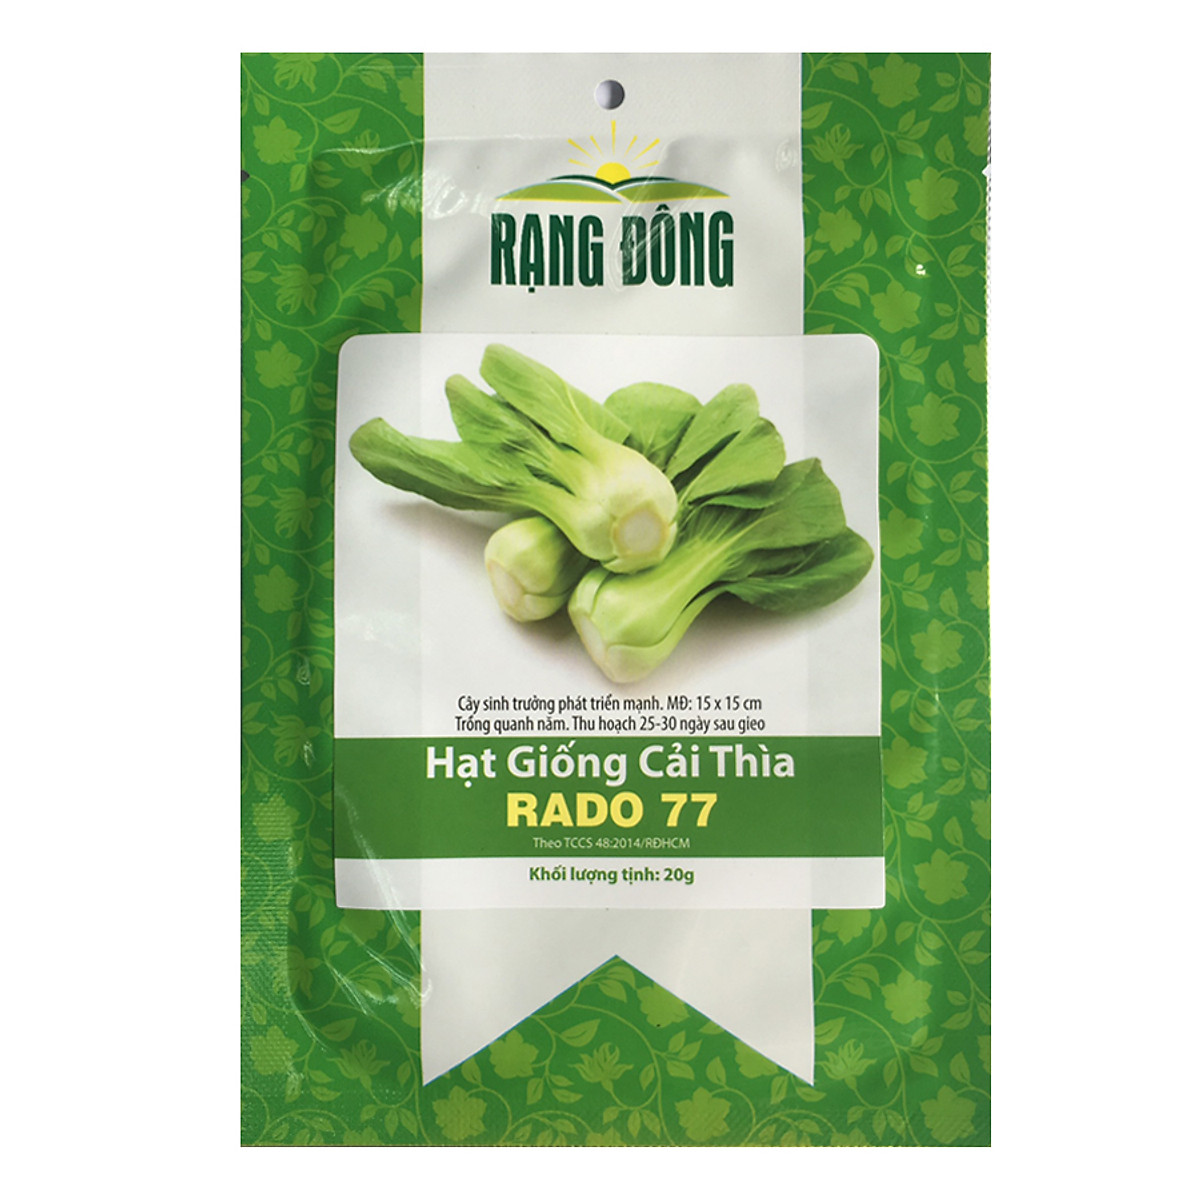 RẠNG ĐÔNG
Cây sinh trưởng phát triển mạnh. MĐ: 15 x 15 cm
Trồng quanh năm. Thu hoạch 25-30 ngày sau gieo
Hạt Giống Cải Thìa
RADO 77
Theo TCCS 48:2014/RĐHCM
Khối lượng tịnh: 20g